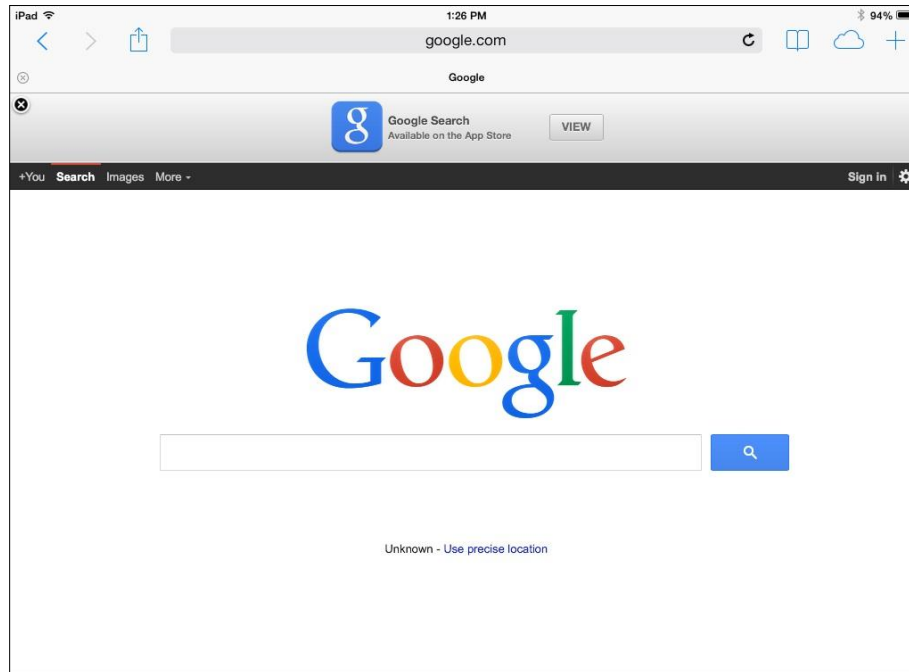 iPad 1:26 PM 94%
google.com
Google
Google Search
Available on the App Store
VIEW
+You Search Images More Sign in
Google
Unknown - Use precise location